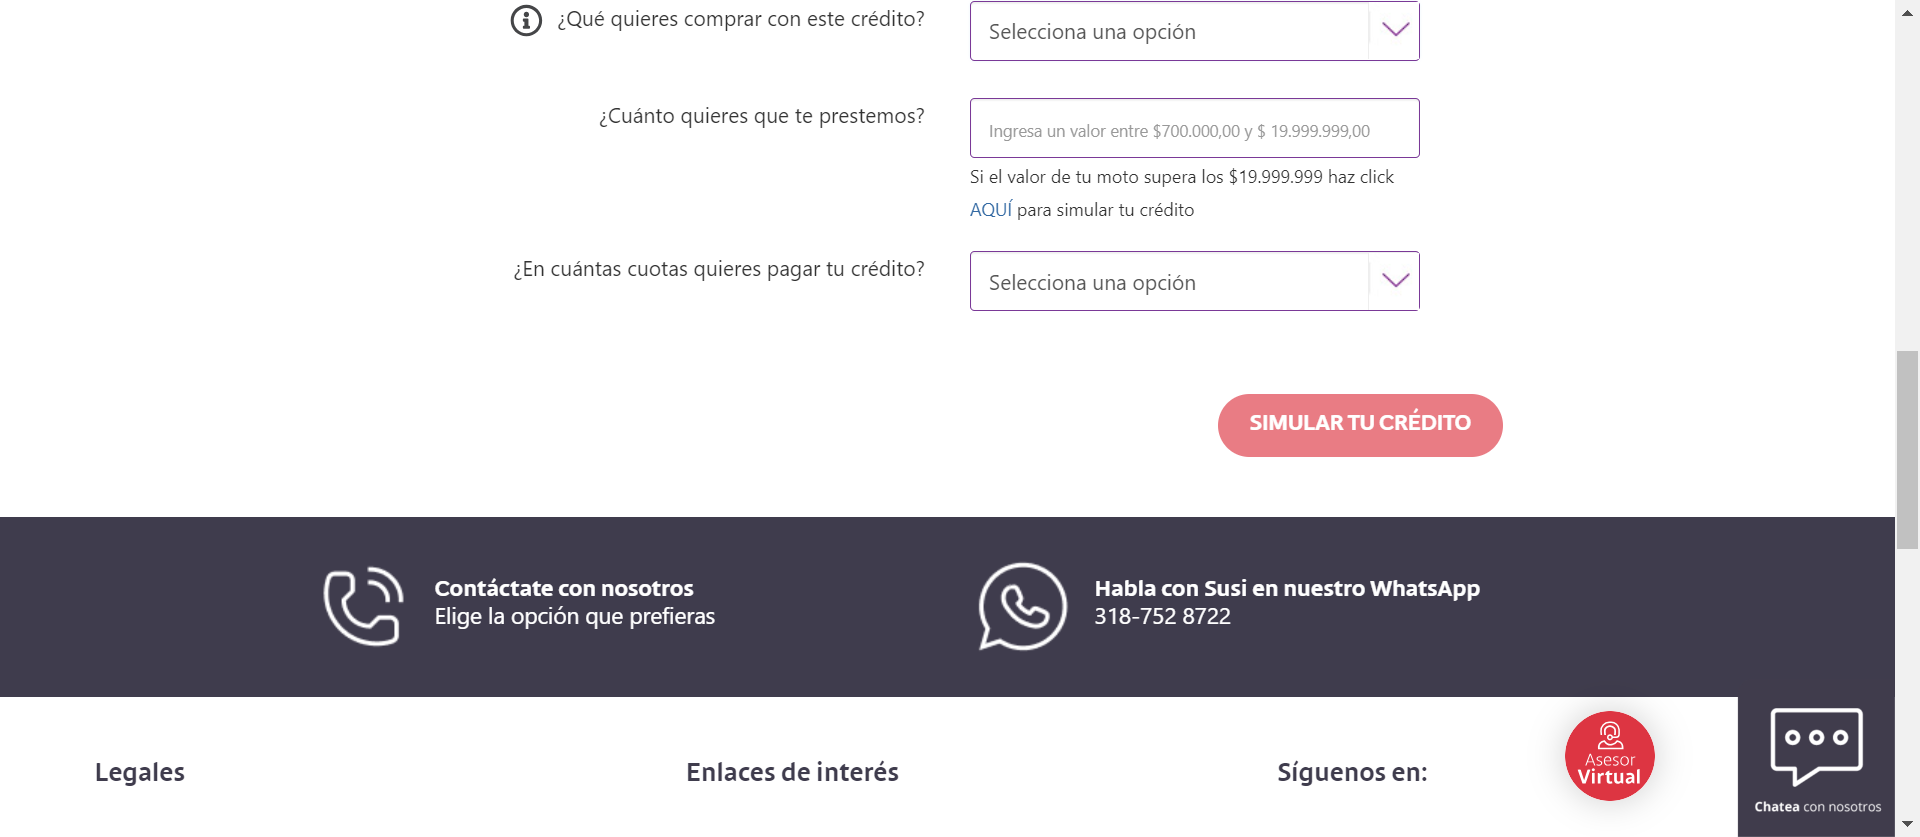 ¿Qué quieres comprar con este crédito?
Selecciona una opción
¿Cuánto quieres que te prestemos?
Ingresa un valor entre $700.000,00 y $ 19.999.999,00
Si el valor de tu moto supera los $19.999.999 haz click
AQUÍ para simular tu crédito
¿En cuántas cuotas quieres pagar tu crédito?
Selecciona una opción
SIMULAR TU CRÉDITO
Contáctate con nosotros
Elige la opción que prefieras
Habla con Susi en nuestro WhatsApp
318-752 8722
Legales
Enlaces de interés
Síguenos en:
Asesor
Virtual
Chatea con nosotros